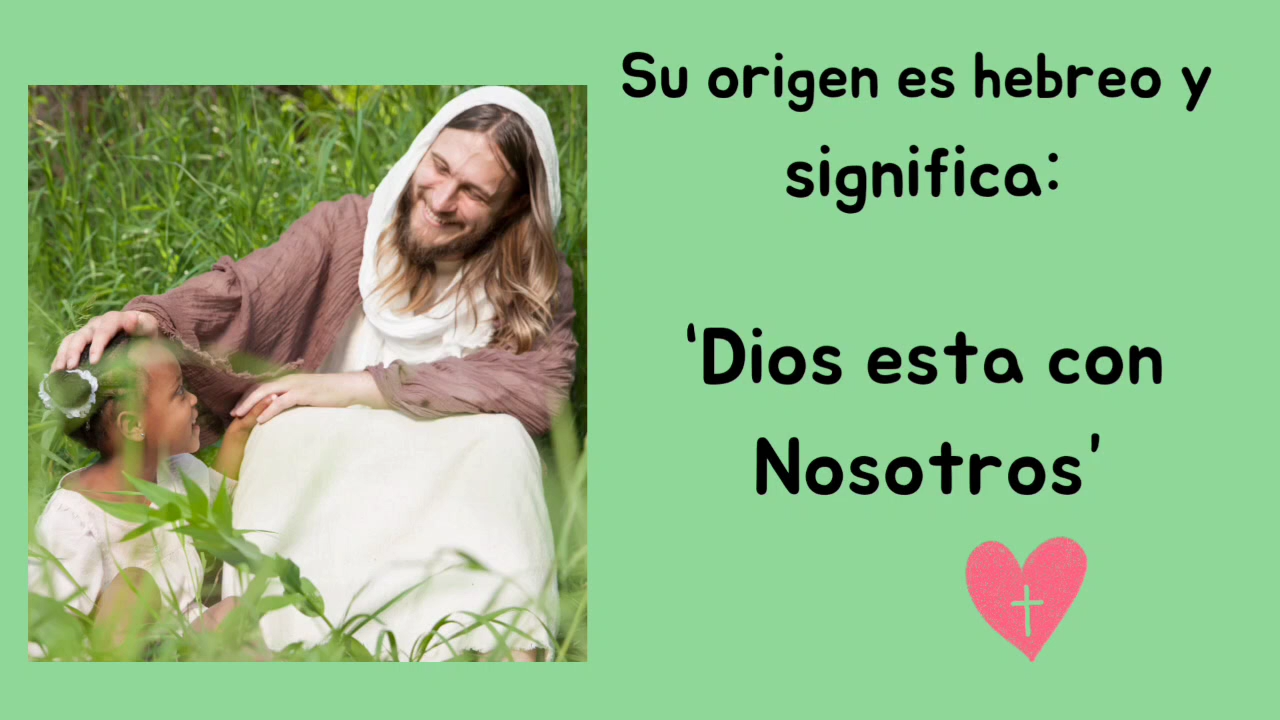 Su origen es hebreo y
significa:
'Dios esta con
Nosotros'